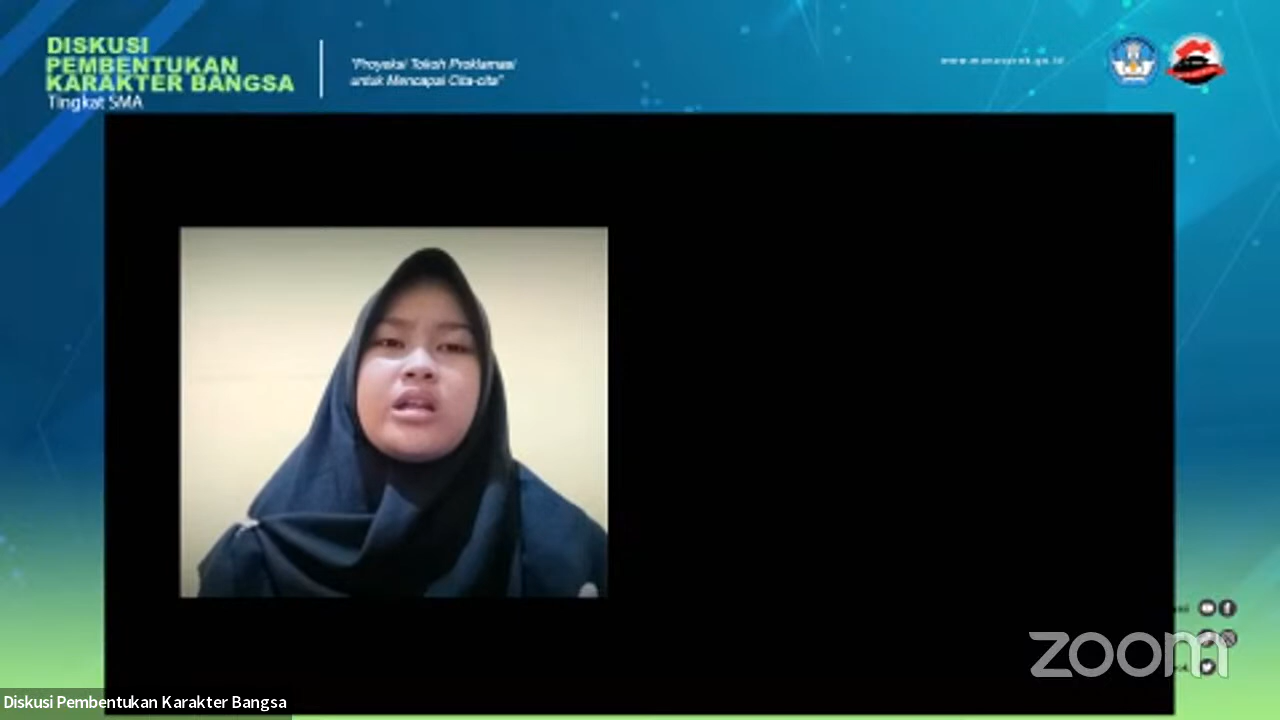 DISKUSI
PEMBENTUKAN
KARAKTER BANGSA
Tingkat SMA
"Proyeksi Tokoh Proklamasi
untuk Mencapai Cita-cita"
zoom
Diskusi Pembentukan Karakter Bangsa